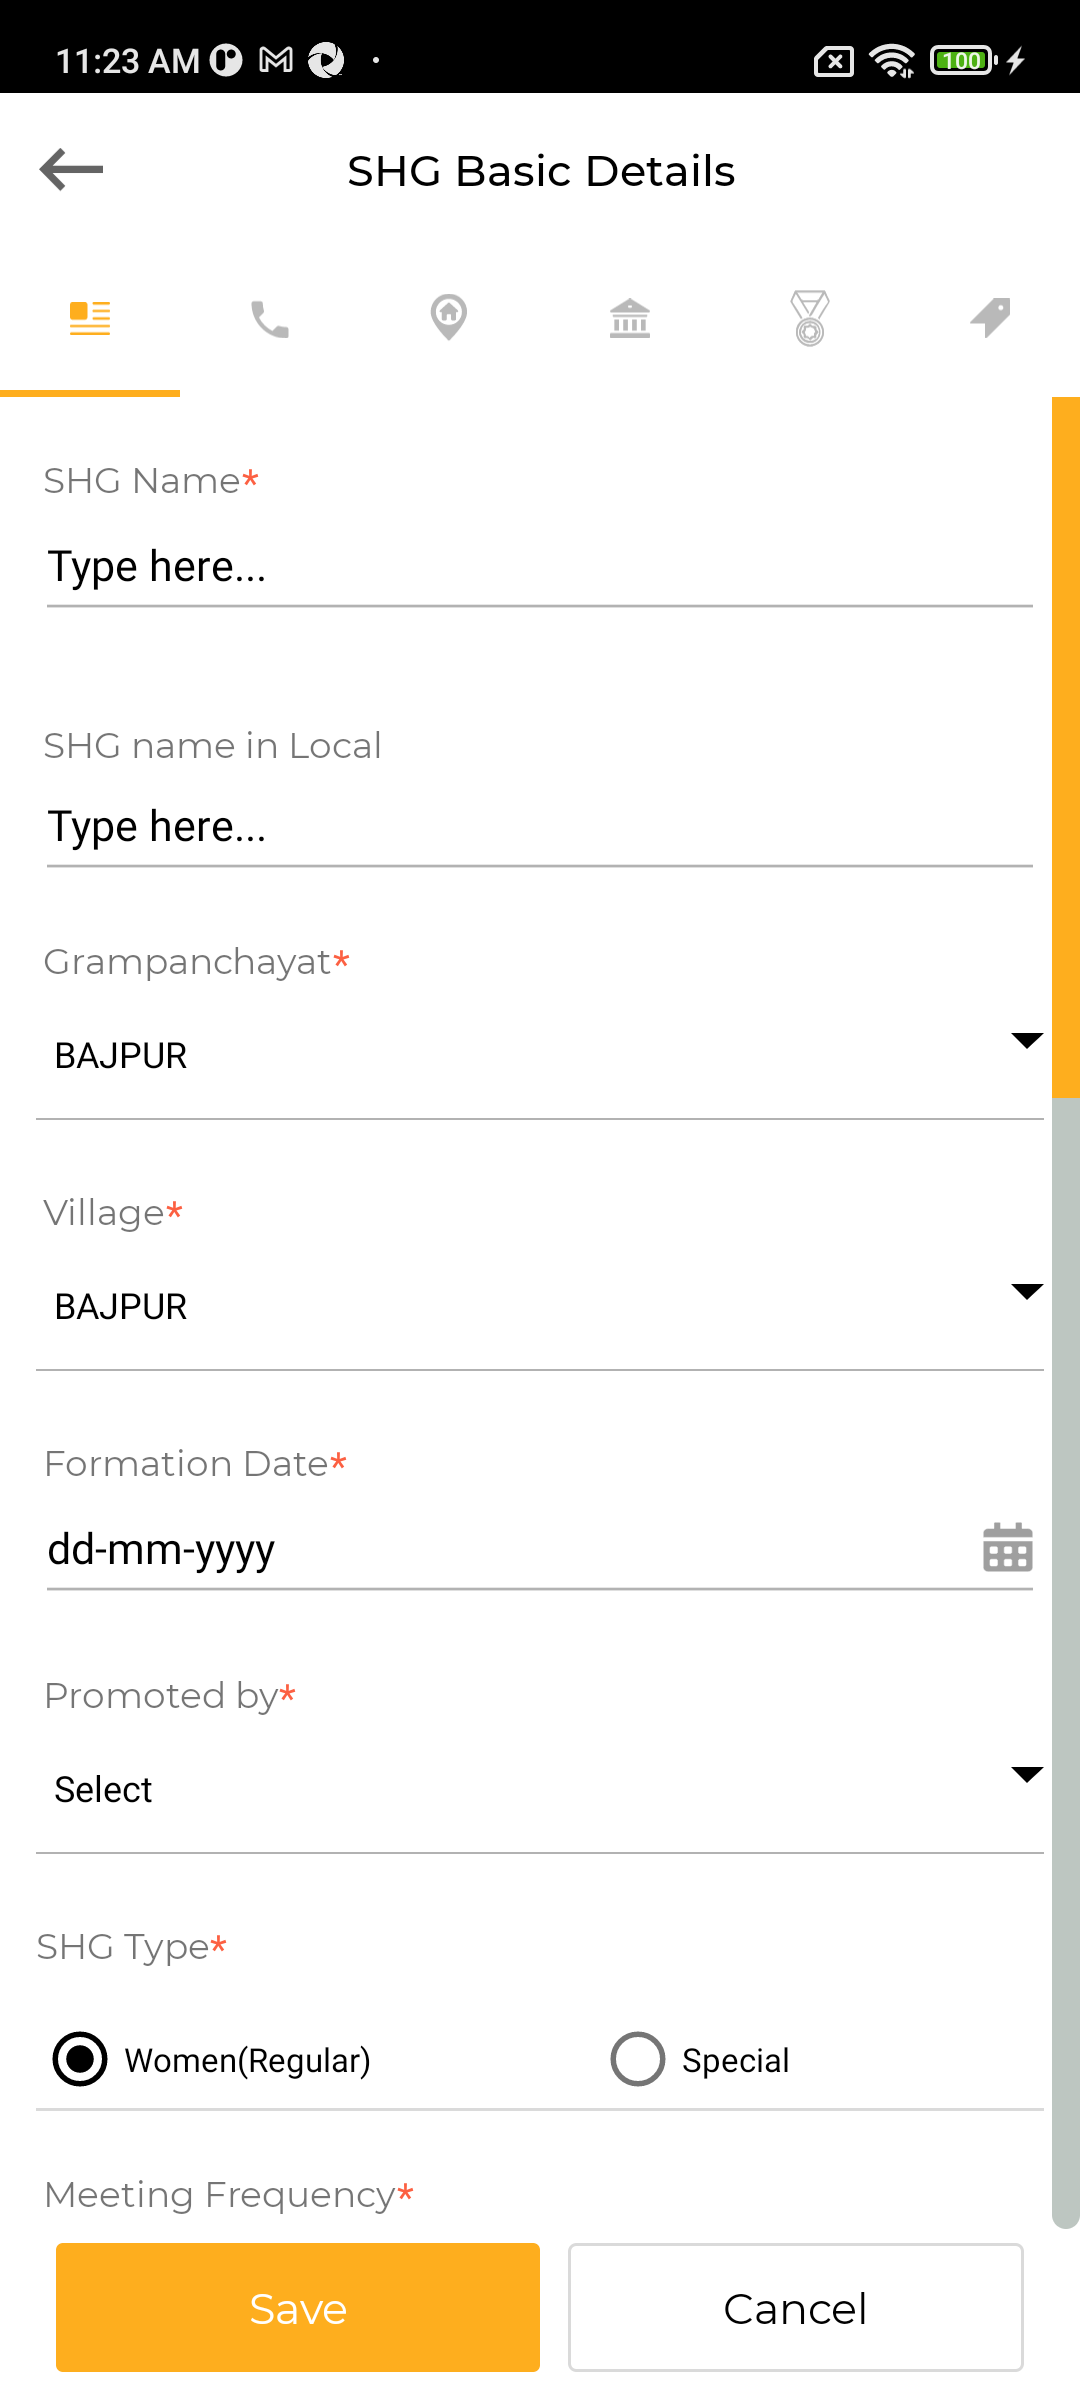 11:23 AM
100
SHG Basic Details
SHG Name*
Type here...
SHG name in Local
Type here...
Grampanchayat*
BAJPUR
Village*
BAJPUR
Formation Date*
dd-mm-yyyy
Promoted by*
Select
SHG Type*
Women(Regular) Special
Meeting Frequency*
Save Cancel